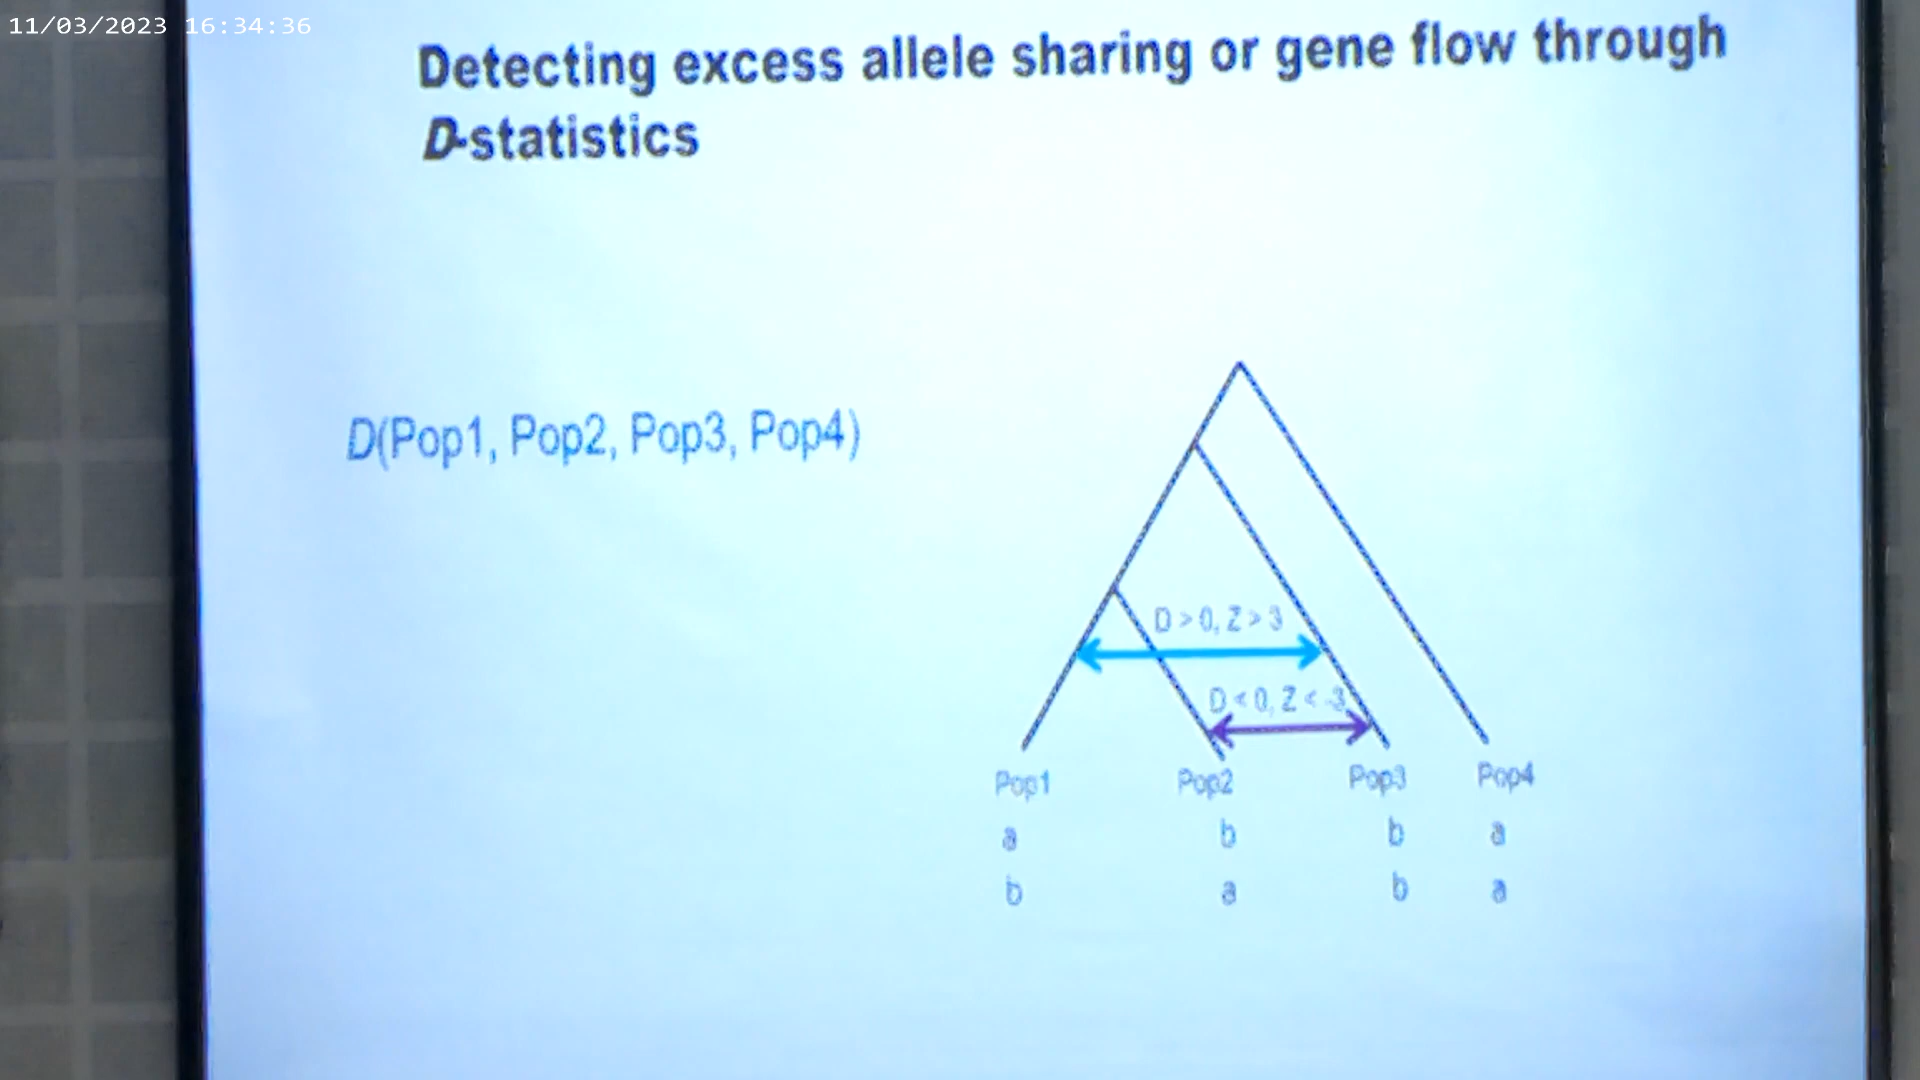 11/03/2023 16:34:36
Detecting excess allele sharing or gene flow through
D-statistics
D(Pop1, Pop2, Pop3, Pop4)
D > 0, Z > 3
D < 0, Z < -3
Pop1 Pop2 Pop3 Pop4
a b b a
b a b a